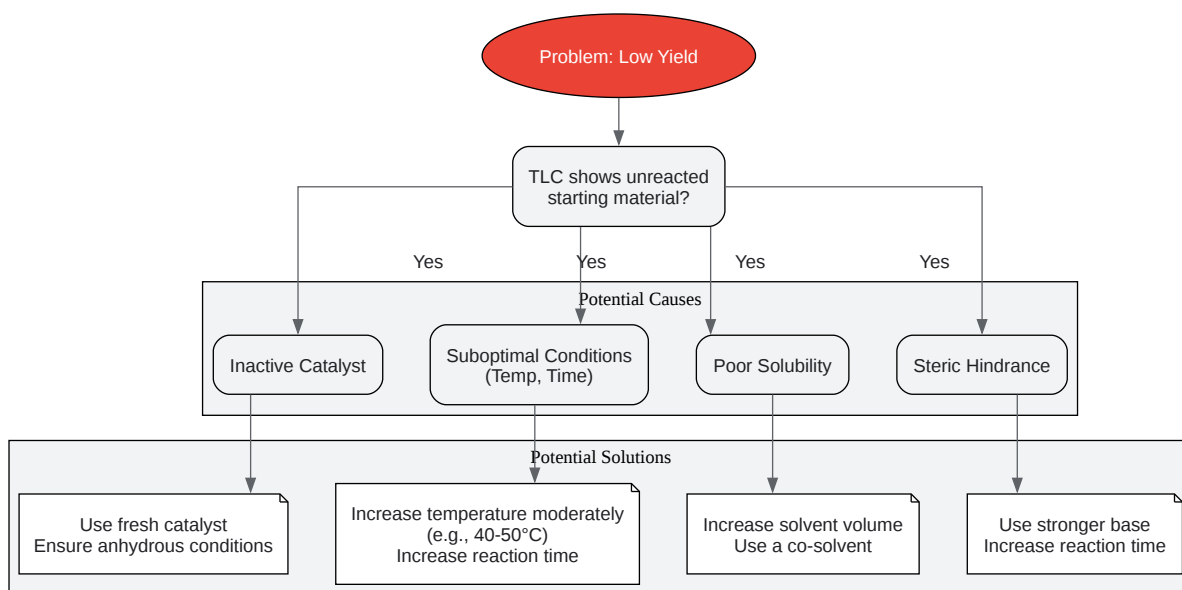 Problem: Low Yield
TLC shows unreacted
starting material?
Yes
Yes
Yes
Yes
Potential Causes
Inactive Catalyst
Suboptimal Conditions
(Temp, Time)
Poor Solubility
Steric Hindrance
Potential Solutions
Use fresh catalyst
Ensure anhydrous conditions
Increase temperature moderately
(e.g., 40-50°C)
Increase reaction time
Increase solvent volume
Use a co-solvent
Use stronger base
Increase reaction time